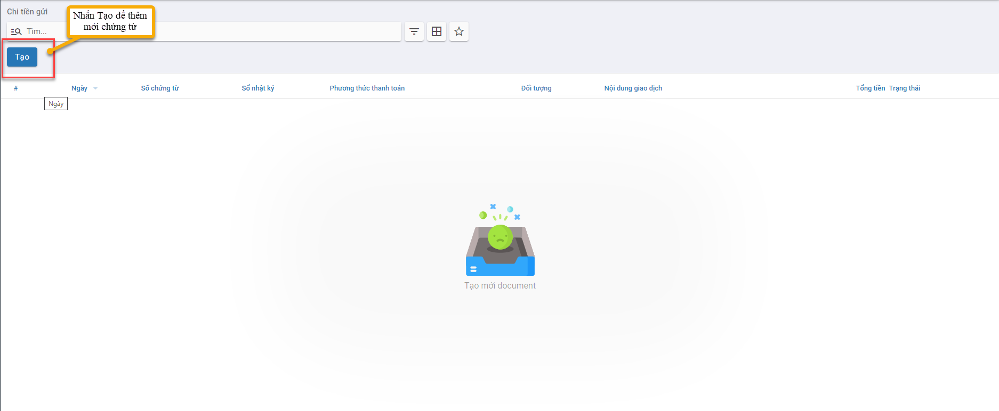 Chi tiền gửi
Nhấn Tạo để thêm
mới chứng từ
Tìm...
Tạo
# Ngày Số chứng từ Sổ nhật ký Phương thức thanh toán Đối tượng Nội dung giao dịch Tổng tiền Trạng thái
Ngày
Tạo mới document